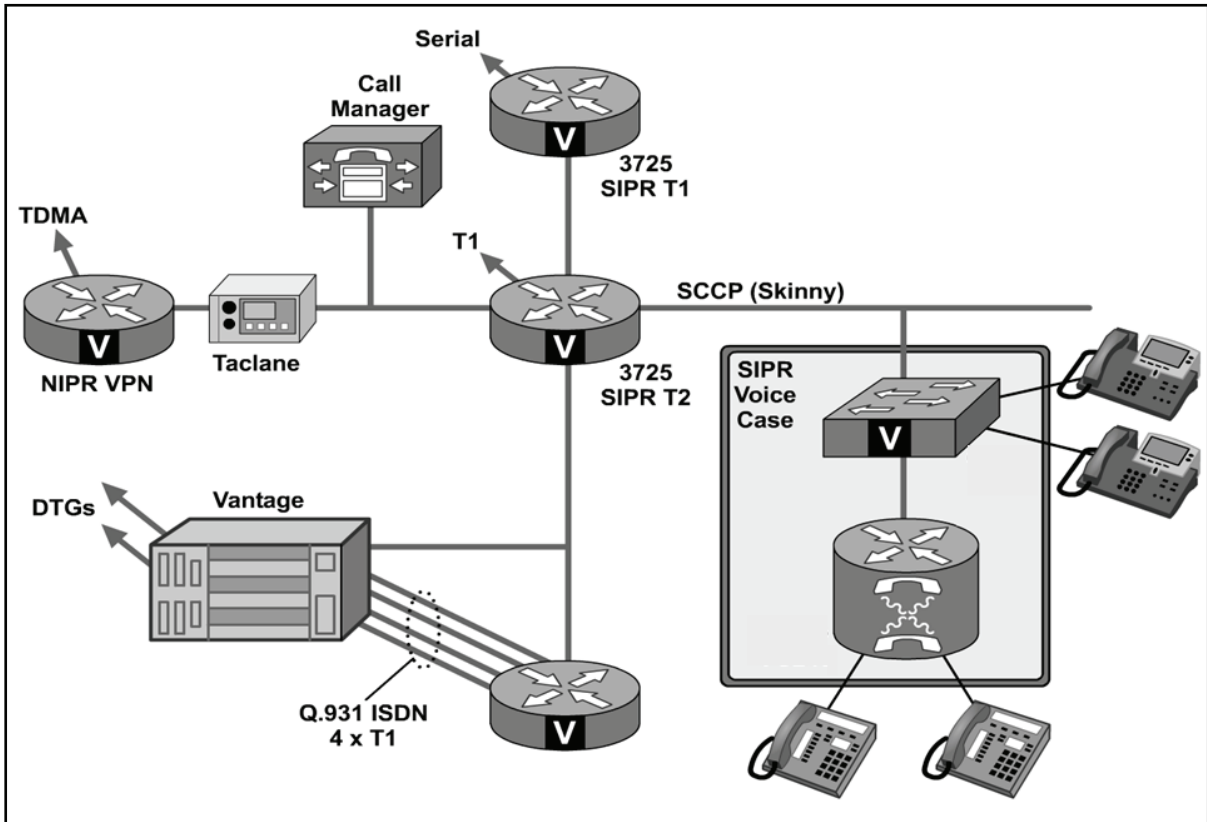 Serial
Call
Manager
V
3725
SIPR T1
TDMA
T1
SCCP (Skinny)
V
NIPR VPN
Taclane
V
3725
SIPR T2
SIPR
Voice
Case
V
DTGs
Vantage
Q.931 ISDN
4 x T1
V